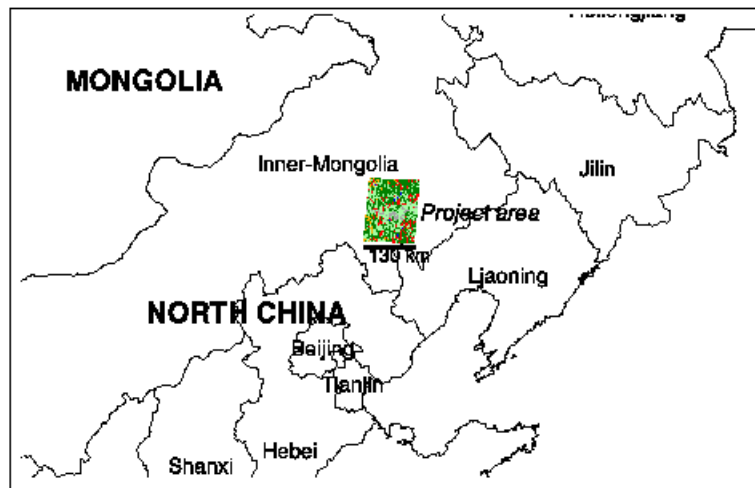 MONGOLIA
Inner-Mongolia
Jilin
Project area
130 km
Liaoning
NORTH CHINA
Beijing
Tianjin
Hebei
Shanxi